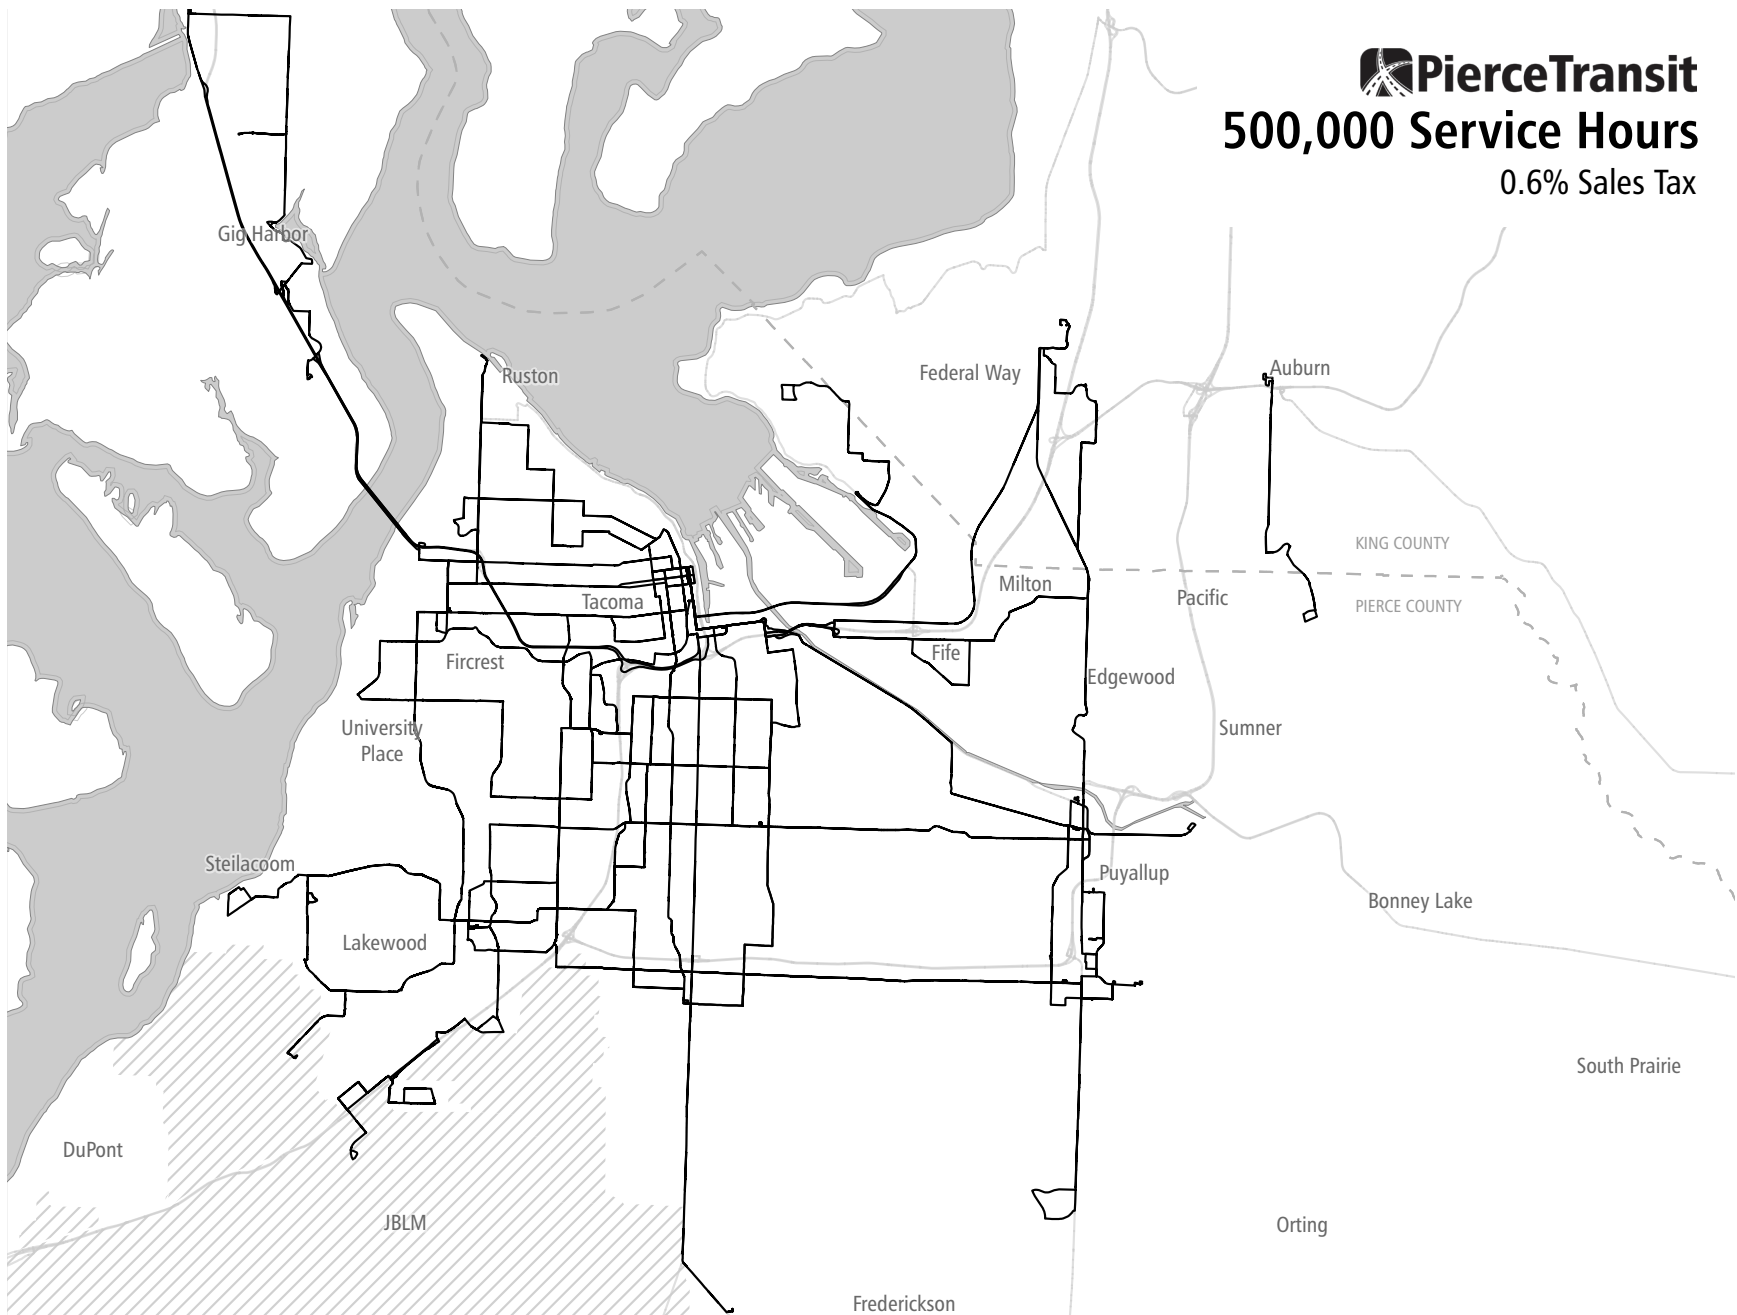 PierceTransit
500,000 Service Hours
0.6% Sales Tax
Gig Harbor
Ruston
Federal Way
Auburn
KING COUNTY
Milton
Tacoma
Pacific
PIERCE COUNTY
Fircrest
Fife
Edgewood
University
Place
Sumner
Steilacoom
Puyallup
Bonney Lake
Lakewood
South Prairie
DuPont
JBLM
Orting
Frederickson